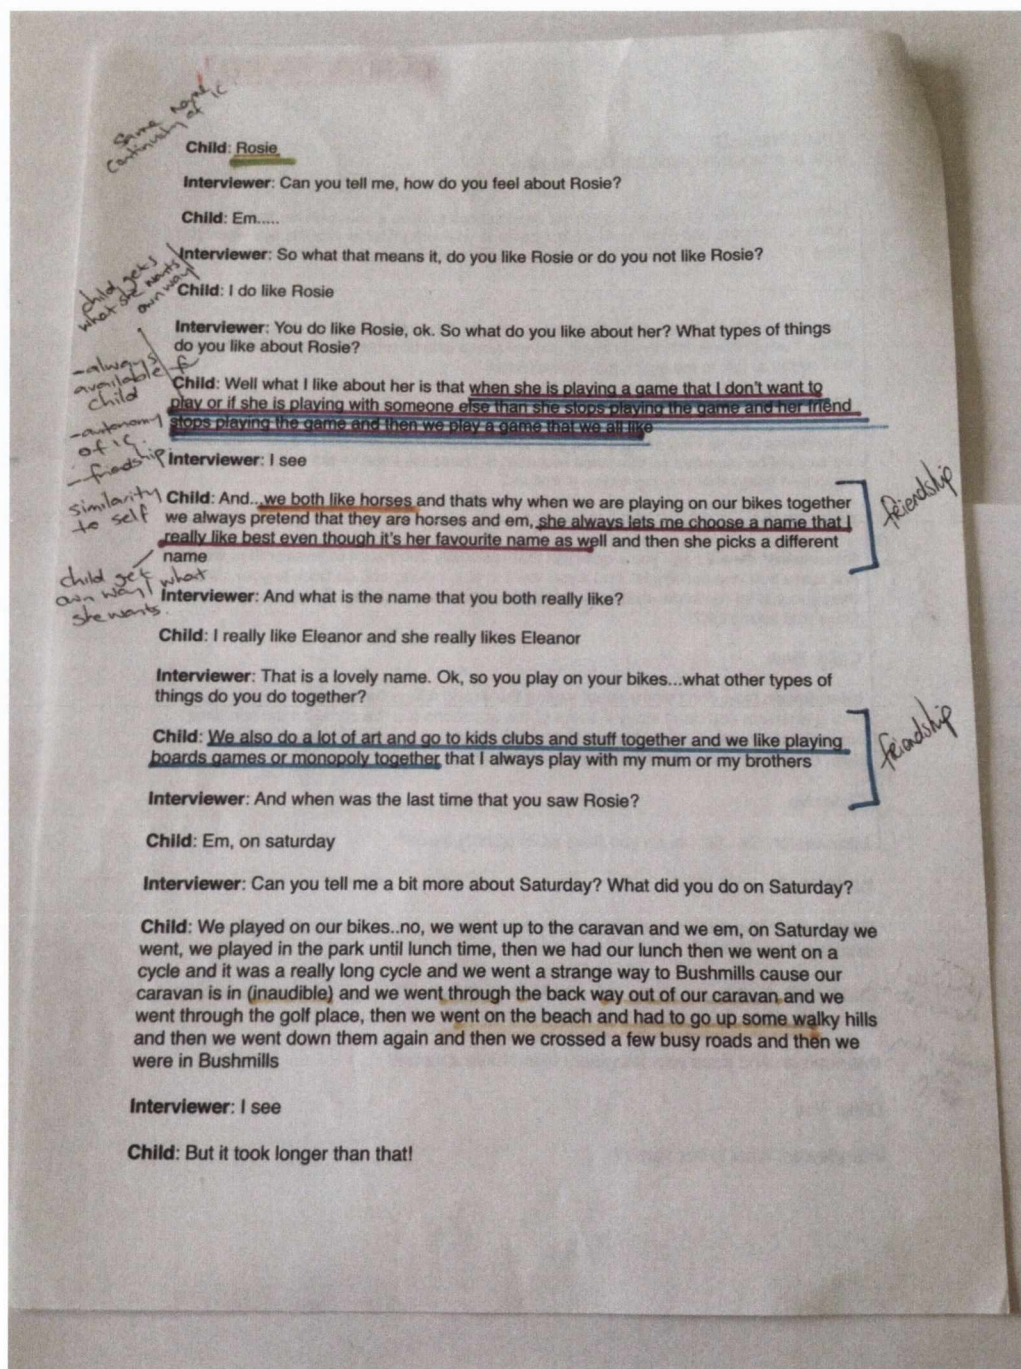 same name,
continuity of IC
Child: Rosie
Interviewer: Can you tell me, how do you feel about Rosie?
Child: Em.....
Interviewer: So what that means it, do you like Rosie or do you not like Rosie?
child gets
what she wants /
own way
Child: I do like Rosie
Interviewer: You do like Rosie, ok. So what do you like about her? What types of things
do you like about Rosie?
-always
available f
child
-autonomy
of IC
-friedship
Child: Well what I like about her is that when she is playing a game that I don't want to
play or if she is playing with someone else than she stops playing the game and her friend
stops playing the game and then we play a game that we all like
Interviewer: I see
similarity
to self
Child: And...we both like horses and thats why when we are playing on our bikes together
we always pretend that they are horses and em, she always lets me choose a name that I
really like best even though it's her favourite name as well and then she picks a different
name
friendship
child get
own way / what
she wants.
Interviewer: And what is the name that you both really like?
Child: I really like Eleanor and she really likes Eleanor
Interviewer: That is a lovely name. Ok, so you play on your bikes...what other types of
things do you do together?
Child: We also do a lot of art and go to kids clubs and stuff together and we like playing
boards games or monopoly together that I always play with my mum or my brothers
friendship
Interviewer: And when was the last time that you saw Rosie?
Child: Em, on saturday
Interviewer: Can you tell me a bit more about Saturday? What did you do on Saturday?
Child: We played on our bikes..no, we went up to the caravan and we em, on Saturday we
went, we played in the park until lunch time, then we had our lunch then we went on a
cycle and it was a really long cycle and we went a strange way to Bushmills cause our
caravan is in (inaudible) and we went through the back way out of our caravan and we
went through the golf place, then we went on the beach and had to go up some walky hills
and then we went down them again and then we crossed a few busy roads and then we
were in Bushmills
Interviewer: I see
Child: But it took longer than that!